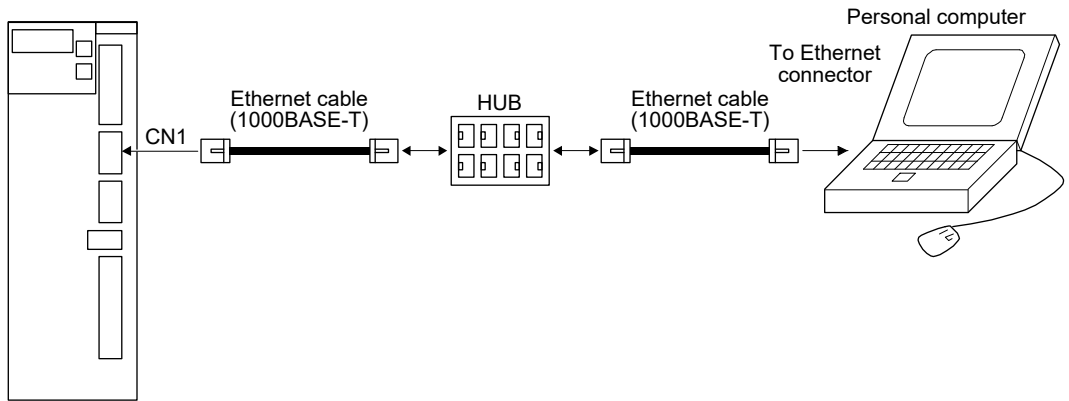 Personal computer
To Ethernet
connector
Ethernet cable
(1000BASE-T)
HUB
Ethernet cable
(1000BASE-T)
CN1